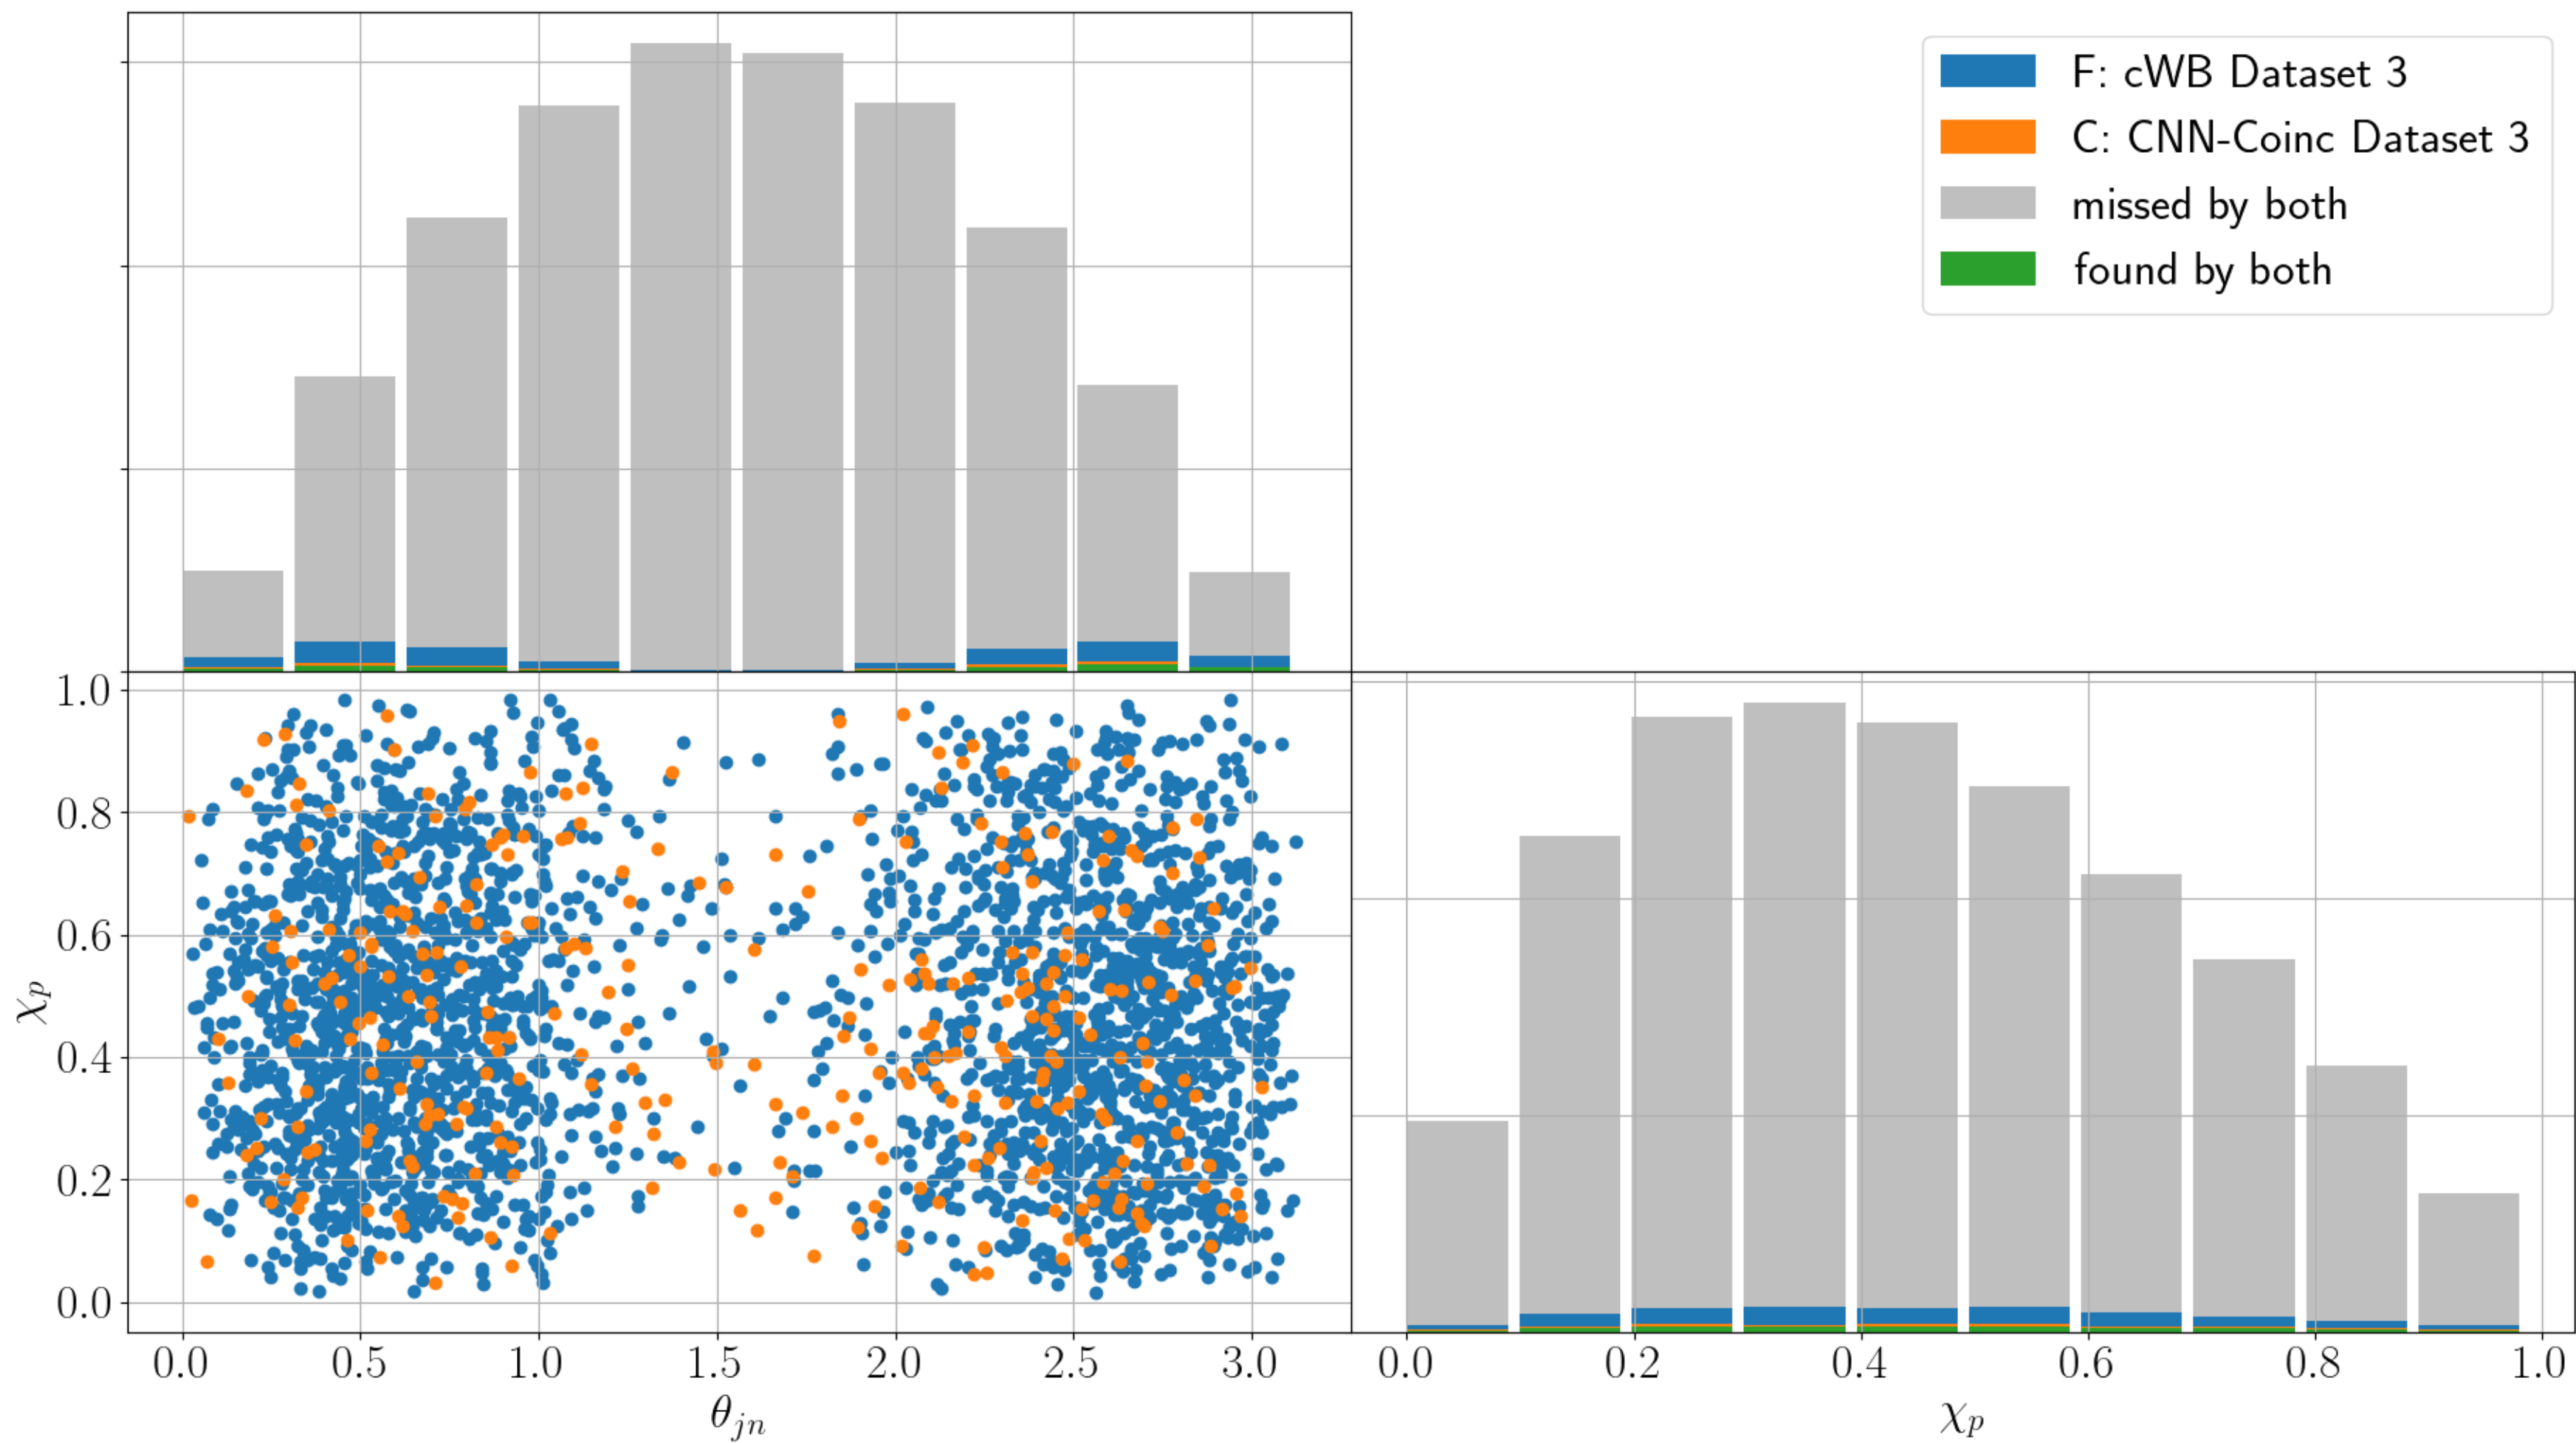 F: cWB Dataset 3
C: CNN-Coinc Dataset 3
missed by both
found by both
1.0
0.8
0.6
0.4
0.2
0.0
χp
0.0 0.5 1.0 1.5 2.0 2.5 3.0
θjn
0.0 0.2 0.4 0.6 0.8 1.0
χp